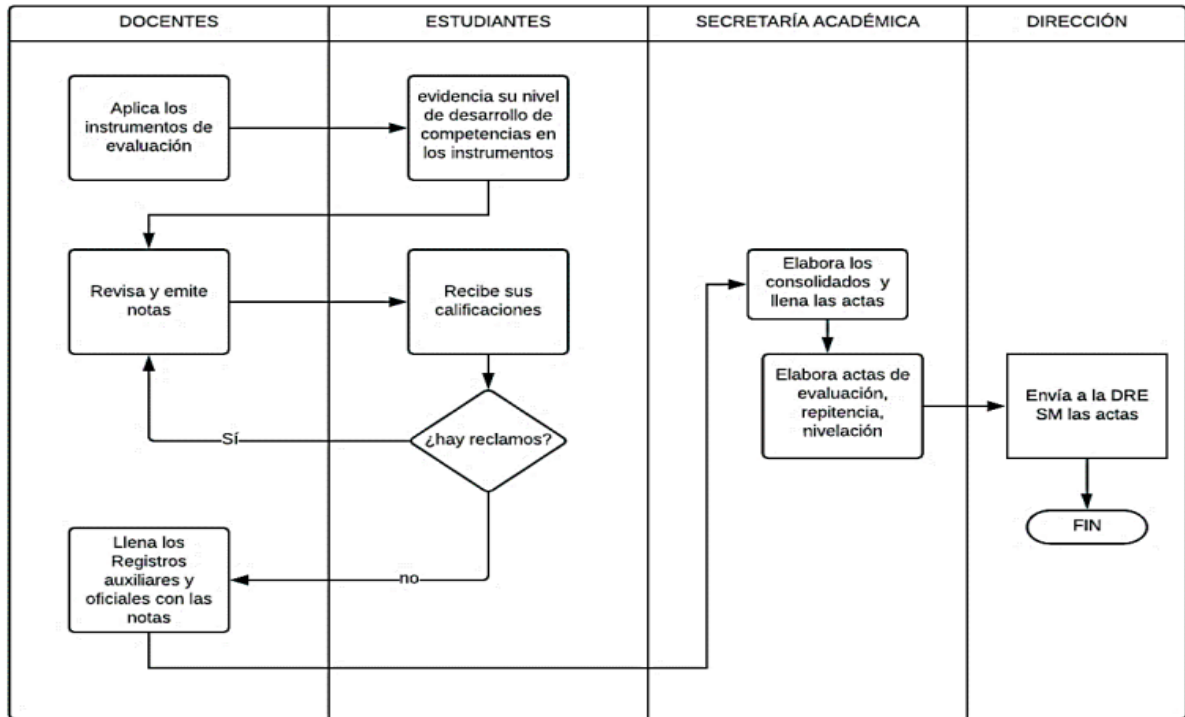 DOCENTES
ESTUDIANTES
SECRETARÍA ACADÉMICA
DIRECCIÓN
Aplica los
instrumentos de
evaluación
evidencia su nivel
de desarrollo de
competencias en
los instrumentos
Revisa y emite
notas
Recibe sus
calificaciones
Elabora los
consolidados y
llena las actas
Elabora actas de
evaluación,
repitencia,
nivelación
Envía a la DRE
SM las actas
Sí
¿hay reclamos?
FIN
Llena los
Registros
auxiliares y
oficiales con las
notas
no